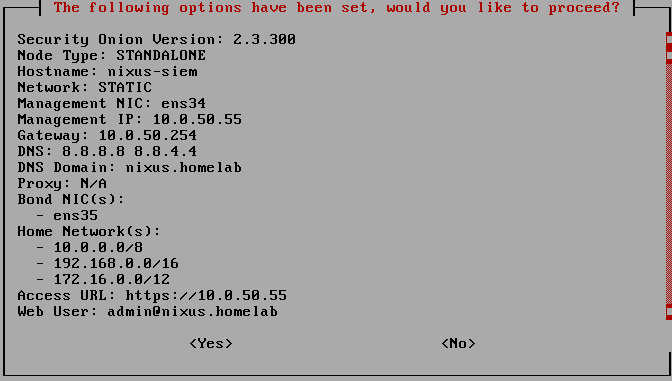 The following options have been set, would you like to proceed?
Security Onion Version: 2.3.300
Node Type: STANDALONE
Hostname: nixus-siem
Network: STATIC
Management NIC: ens34
Management IP: 10.0.50.55
Gateway: 10.0.50.254
DNS: 8.8.8.8 8.8.4.4
DNS Domain: nixus.homelab
Proxy: N/A
Bond NIC(s):
- ens35
Home Network(s):
- 10.0.0.0/8
- 192.168.0.0/16
- 172.16.0.0/12
Access URL: https://10.0.50.55
Web User: admin@nixus.homelab
<Yes> <No>